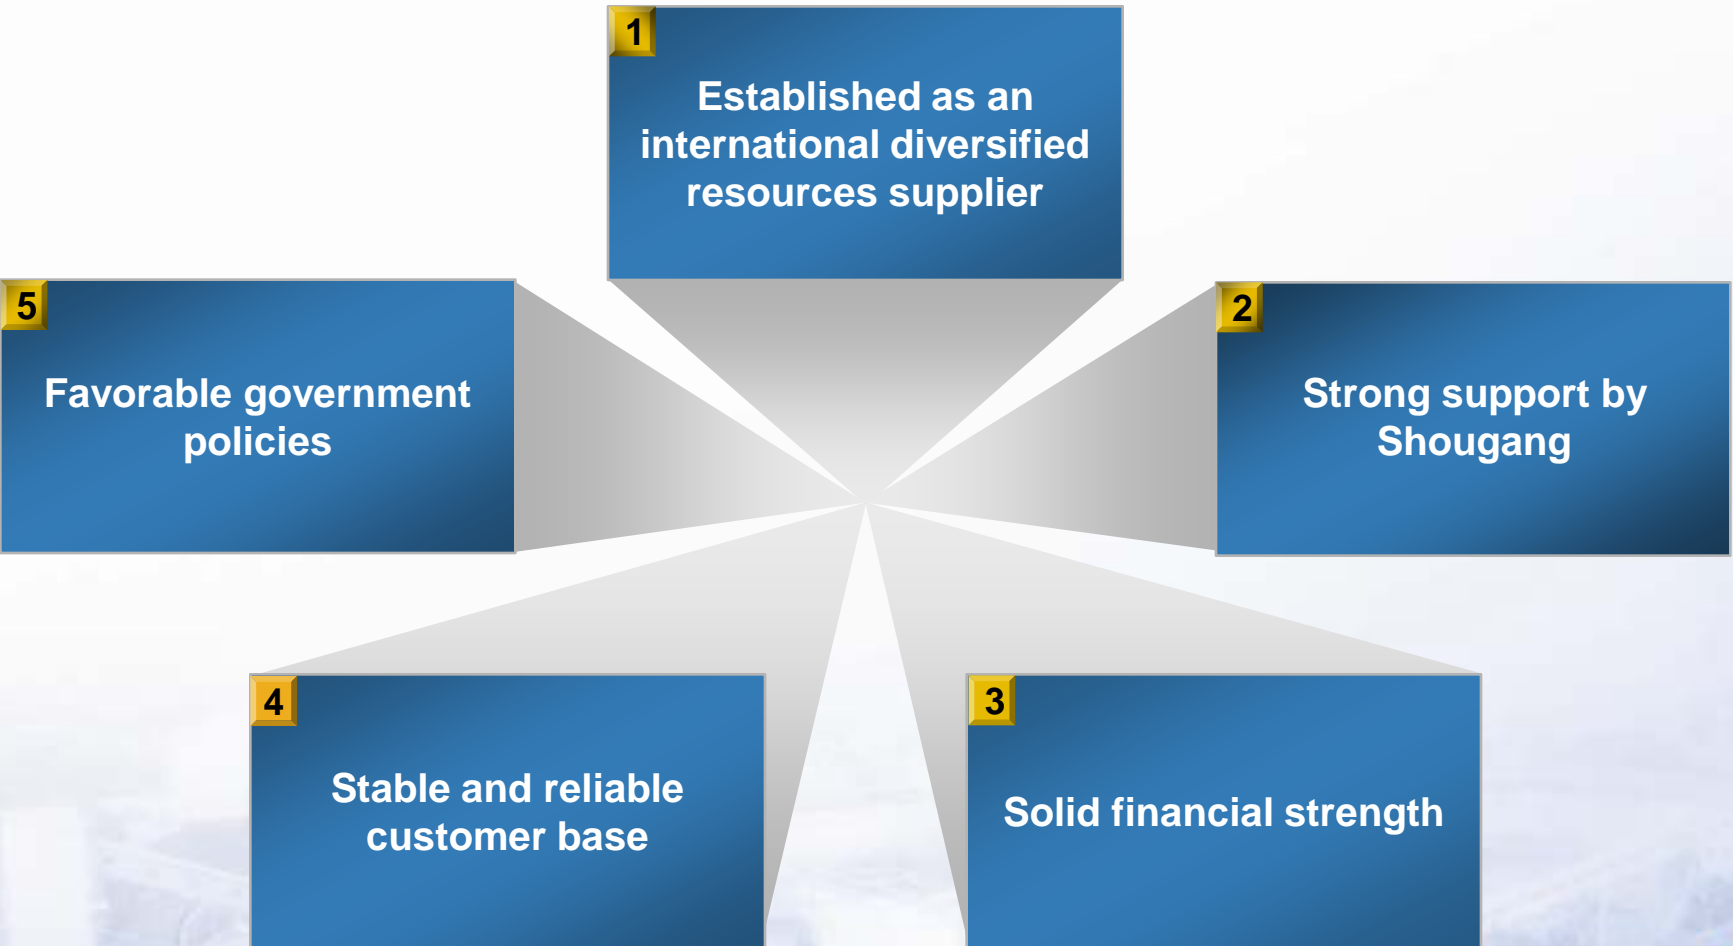 1
Established as an
international diversified
resources supplier
2
Strong support by
Shougang
3
Solid financial strength
4
Stable and reliable
customer base
5
Favorable government
policies